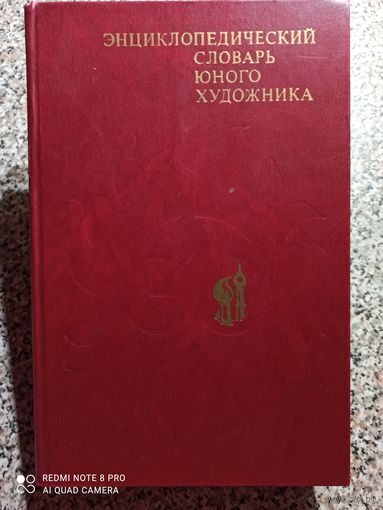 ЭНЦИКЛОПЕДИЧЕСКИЙ
СЛОВАРЬ
ЮНОГО
ХУДОЖНИКА
REDMI NOTE 8 PRO
AI QUAD CAMERA